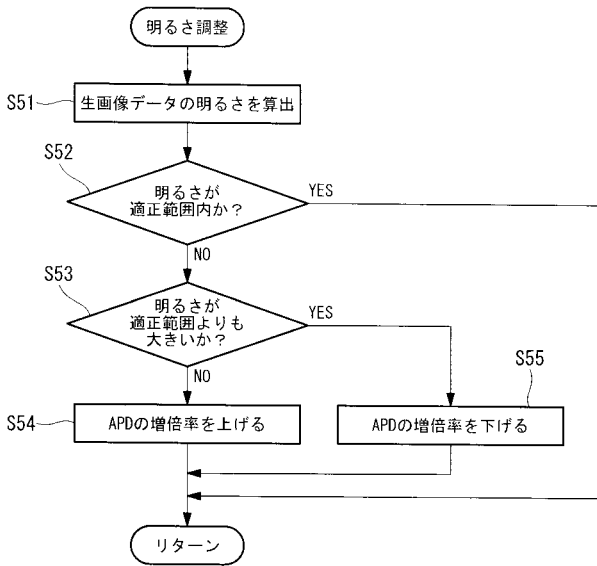 明るさ調整
S51
生画像データの明るさを算出
S52
明るさが
適正範囲内か？
YES
NO
S53
明るさが
適正範囲よりも
大きいか？
YES
NO
S54
APDの増倍率を上げる
S55
APDの増倍率を下げる
リターン